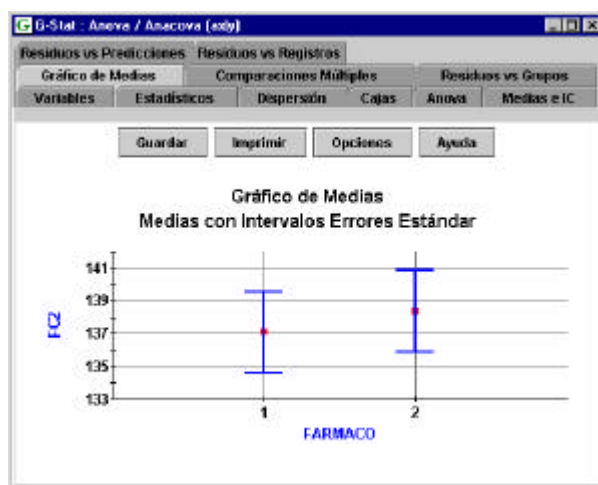 G G-Stat : Anova / Anacova (axly)
Residuos vs Predicciones Residuos vs Registros
Gráfico de Medias Comparaciones Múltiples Residuos vs Grupos
Variables Estadísticos Dispersión Cajas Anova Medias e IC
Guardar Imprimir Opciones Ayuda
Gráfico de Medias
Medias con Intervalos Errores Estándar
141
139
137
135
133
FC2
1 2
FARMACO